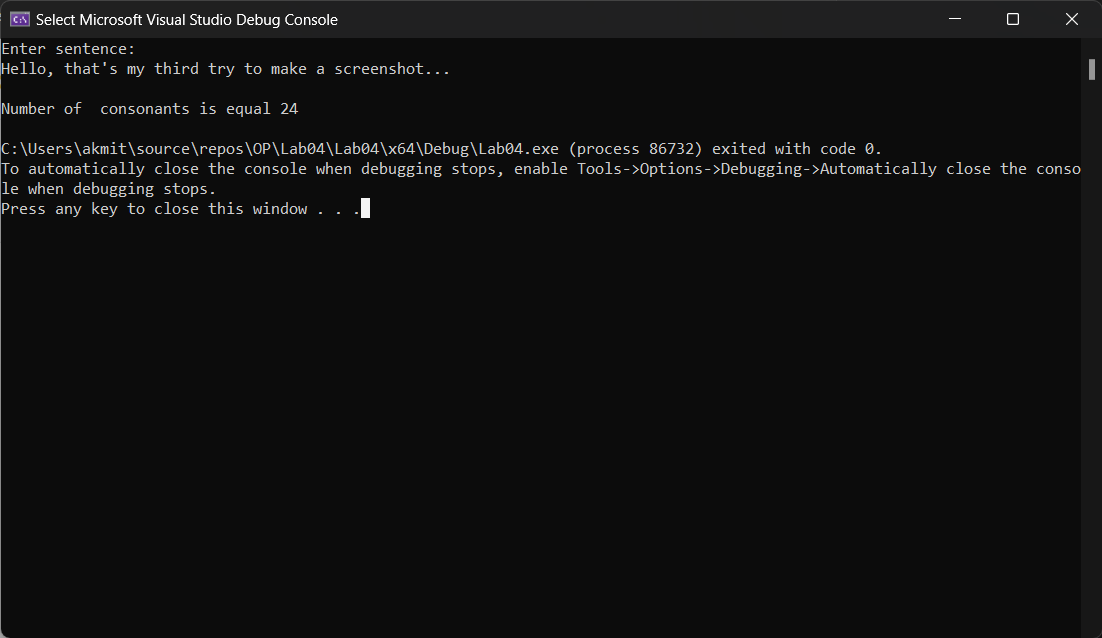 Select Microsoft Visual Studio Debug Console
Enter sentence:
Hello, that's my third try to make a screenshot...
Number of  consonants is equal 24
C:\Users\akmit\source\repos\OP\Lab04\Lab04\x64\Debug\Lab04.exe (process 86732) exited with code 0.
To automatically close the console when debugging stops, enable Tools->Options->Debugging->Automatically close the conso
le when debugging stops.
Press any key to close this window . . .